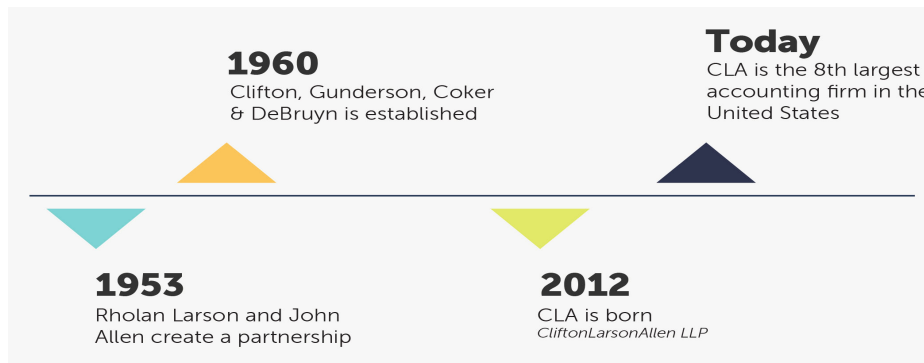 1960
Clifton, Gunderson, Coker
& DeBruyn is established
Today
CLA is the 8th largest
accounting firm in the
United States
1953
Rholan Larson and John
Allen create a partnership
2012
CLA is born
CliftonLarsonAllen LLP